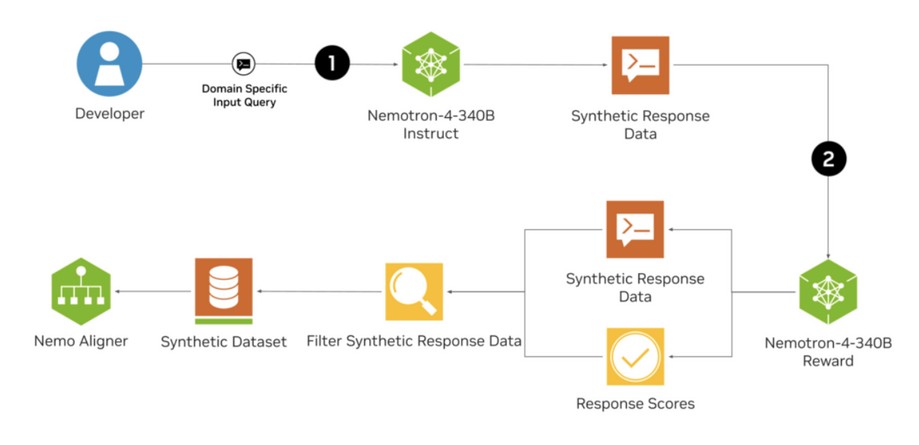 1
Domain Specific
Input Query
Developer
Nemotron-4-340B
Instruct
Synthetic Response
Data
2
Synthetic Response
Data
Nemo Aligner
Synthetic Dataset
Filter Synthetic Response Data
Nemotron-4-340B
Reward
Response Scores